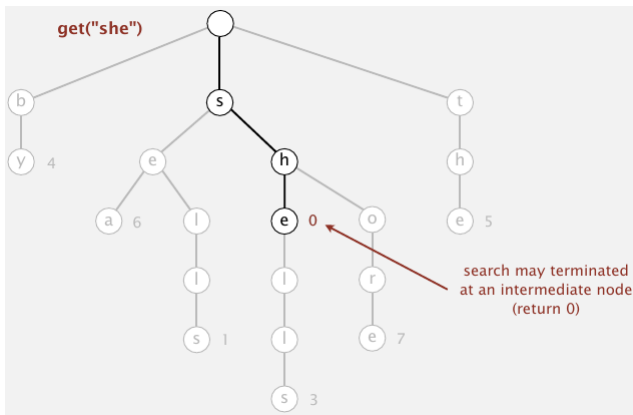 get("she")
b s t
y 4 e h h
a 6 l e 0 o e 5
l l r
search may terminated
at an intermediate node
(return 0)
s 1 l e 7
s 3